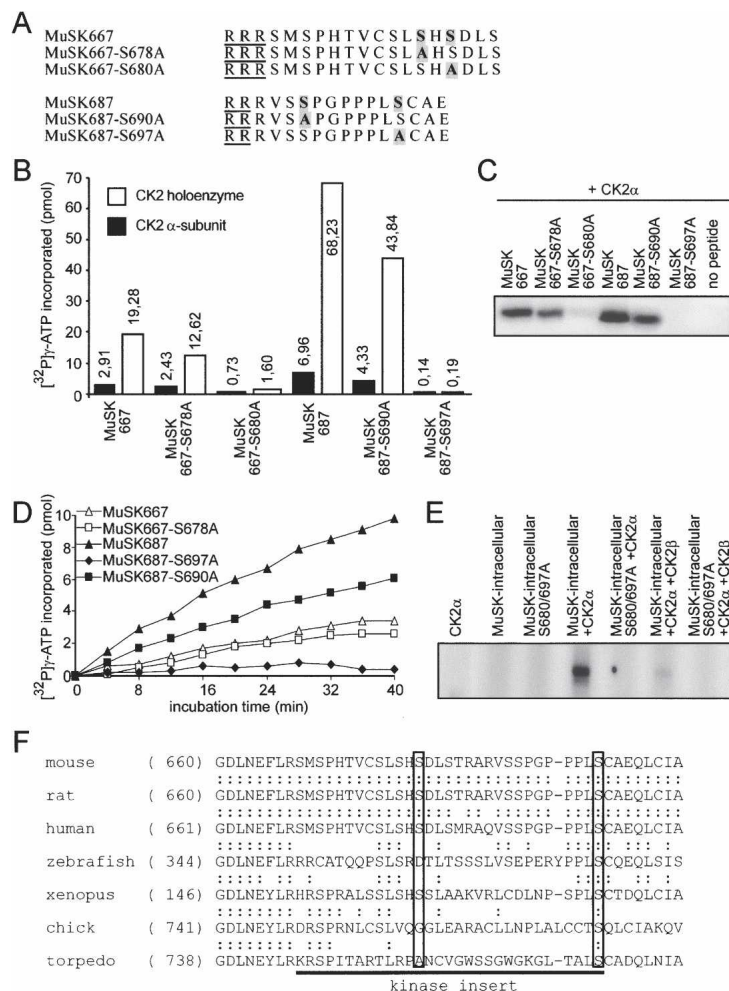 A
MuSK667 R R R S M S P H T V C S L S H S D L S
MuSK667-S678A R R R S M S P H T V C S L A H S D L S
MuSK667-S680A R R R S M S P H T V C S L S H A D L S
MuSK687 R R R V S S P G P P P L S C A E
MuSK687-S690A R R R V S A P G P P P L S C A E
MuSK687-S697A R R R V S S P G P P P L A C A E
B
[³²P]γ-ATP incorporated (pmol)
70
60
50
40
30
20
10
0
CK2 holoenzyme
CK2 α-subunit
2,91
19,28
2,43
12,62
0,73
1,60
6,96
68,23
4,33
43,84
0,14
0,19
MuSK 667
MuSK 667-S678A
MuSK 667-S680A
MuSK 687
MuSK 687-S690A
MuSK 687-S697A
C
+ CK2α
MuSK 667
MuSK 667-S678A
MuSK 667-S680A
MuSK 687
MuSK 687-S690A
MuSK 687-S697A
no peptide
D
[³²P]γ-ATP incorporated (pmol)
10
8
6
4
2
0
MuSK667
MuSK667-S678A
MuSK687
MuSK687-S697A
MuSK687-S690A
0 8 16 24 32 40
incubation time (min)
E
CK2α
MuSK-intracellular
MuSK-intracellular S680/697A
MuSK-intracellular +CK2α
MuSK-intracellular S680/697A +CK2α
MuSK-intracellular +CK2α +CK2β
MuSK-intracellular S680/697A +CK2α +CK2β
F
mouse ( 660) GDLNEFLRSMSPHTVCSLSHSDLSTRARVSSPGP-PPLSCAEQLCIA
rat ( 660) GDLNEFLRSMSPHTVCSLSHSDLSTRARVSSPGP-PPLSCAEQLCIA
human ( 661) GDLNEFLRSMSPHTVCSLSHSDLSMRAQVSSPGP-PPLSCAEQLCIA
zebrafish ( 344) GDLNEFLRRRCATQQPSLSRDTLTSSSLVSEPERYPPLSCQEQLSIS
xenopus ( 146) GDLNEYLRHRSPRALSSLSHSSLAAKVRLCDLNP-SPLSCTDQLCIA
chick ( 741) GDLNEYLRDRSPRNLCSLVQGGLEARACLLNPLALCCTSQLCIAKQV
torpedo ( 738) GDLNEYLRKRSPITARTLRPANCVGWSSGWGKGL-TALSCADQLNIA
kinase insert